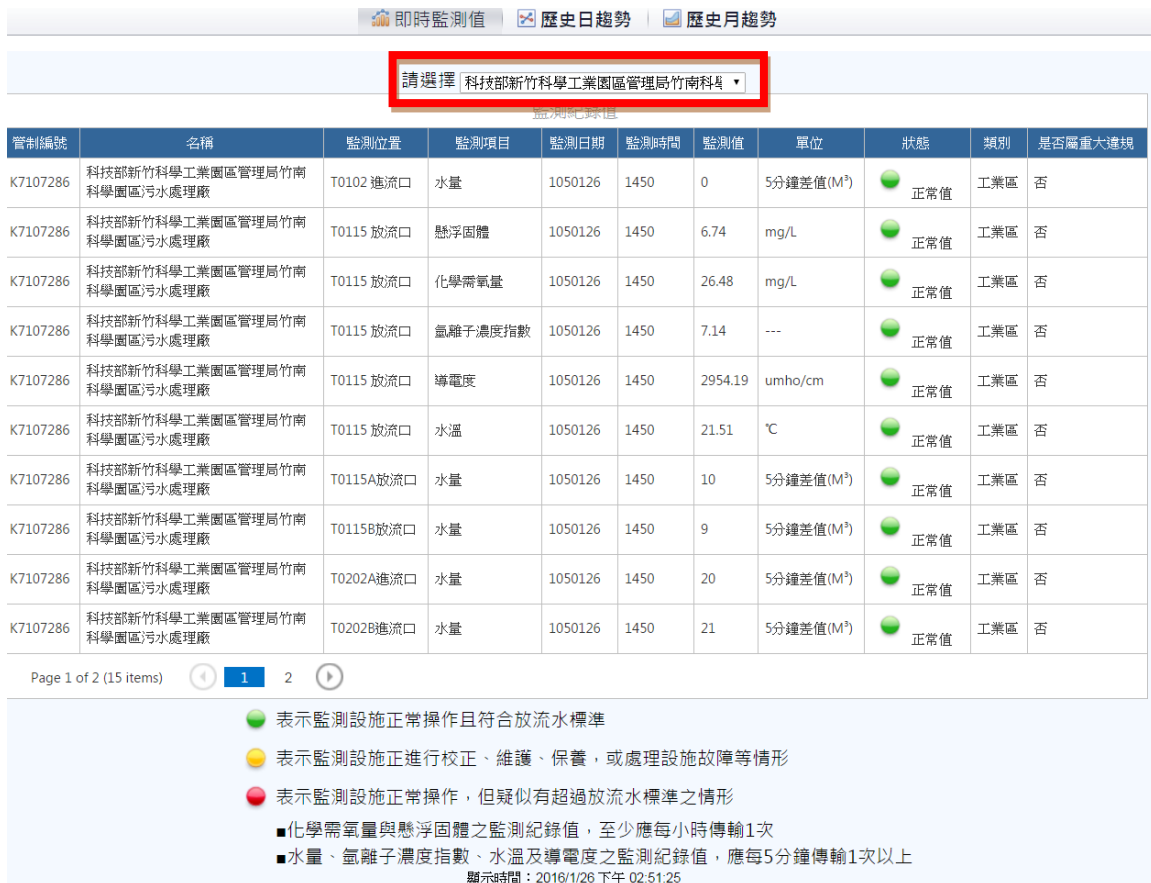 即時監測值 歷史日趨勢 歷史月趨勢
請選擇 科技部新竹科學工業園區管理局竹南科學
監測紀錄值
管制編號 名稱 監測位置 監測項目 監測日期 監測時間 監測值 單位 狀態 類別 是否屬重大違規
K7107286 科技部新竹科學工業園區管理局竹南 T0102 進流口 水量 1050126 1450 0 5分鐘差值(M³) 正常值 工業區 否
科學園區污水處理廠
K7107286 科技部新竹科學工業園區管理局竹南 T0115 放流口 懸浮固體 1050126 1450 6.74 mg/L 正常值 工業區 否
科學園區污水處理廠
K7107286 科技部新竹科學工業園區管理局竹南 T0115 放流口 化學需氧量 1050126 1450 26.48 mg/L 正常值 工業區 否
科學園區污水處理廠
K7107286 科技部新竹科學工業園區管理局竹南 T0115 放流口 氫離子濃度指數 1050126 1450 7.14 --- 正常值 工業區 否
科學園區污水處理廠
K7107286 科技部新竹科學工業園區管理局竹南 T0115 放流口 導電度 1050126 1450 2954.19 umho/cm 正常值 工業區 否
科學園區污水處理廠
K7107286 科技部新竹科學工業園區管理局竹南 T0115 放流口 水溫 1050126 1450 21.51 ℃ 正常值 工業區 否
科學園區污水處理廠
K7107286 科技部新竹科學工業園區管理局竹南 T0115A放流口 水量 1050126 1450 10 5分鐘差值(M³) 正常值 工業區 否
科學園區污水處理廠
K7107286 科技部新竹科學工業園區管理局竹南 T0115B放流口 水量 1050126 1450 9 5分鐘差值(M³) 正常值 工業區 否
科學園區污水處理廠
K7107286 科技部新竹科學工業園區管理局竹南 T0202A進流口 水量 1050126 1450 20 5分鐘差值(M³) 正常值 工業區 否
科學園區污水處理廠
K7107286 科技部新竹科學工業園區管理局竹南 T0202B進流口 水量 1050126 1450 21 5分鐘差值(M³) 正常值 工業區 否
科學園區污水處理廠
Page 1 of 2 (15 items) 1 2
表示監測設施正常操作且符合放流水標準
表示監測設施正進行校正、維護、保養，或處理設施故障等情形
表示監測設施正常操作，但疑似有超過放流水標準之情形
■化學需氧量與懸浮固體之監測紀錄值，至少應每小時傳輸1次
■水量、氫離子濃度指數、水溫及導電度之監測紀錄值，應每5分鐘傳輸1次以上
顯示時間：2016/1/26 下午 02:51:25